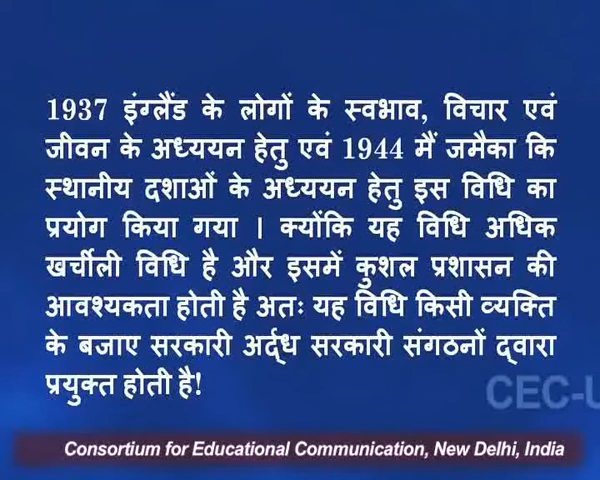 1937 इंग्लैंड के लोगों के स्वभाव, विचार एवं
जीवन के अध्ययन हेतु एवं 1944 मैं जमैका कि
स्थानीय दशाओं के अध्ययन हेतु इस विधि का
प्रयोग किया गया । क्योंकि यह विधि अधिक
खर्चीली विधि है और इसमें कुशल प्रशासन की
आवश्यकता होती है अतः यह विधि किसी व्यक्ति
के बजाए सरकारी अर्द्ध सरकारी संगठनों द्वारा
प्रयुक्त होती है!
CEC-U
Consortium for Educational Communication, New Delhi, India